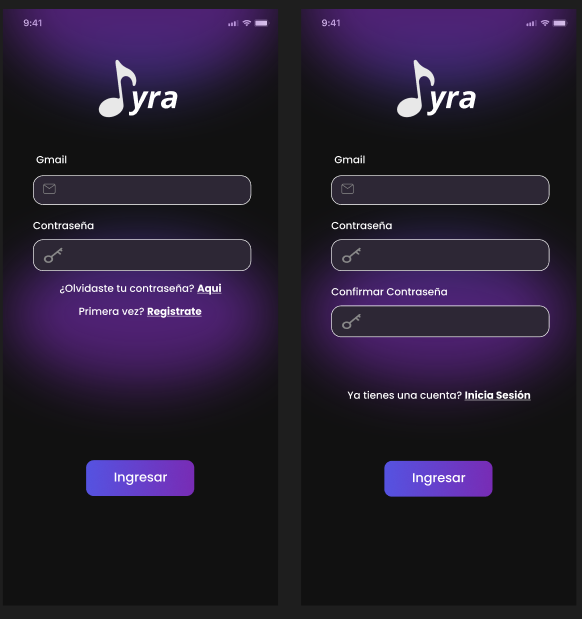 9:41
yra
Gmail
Contraseña
¿Olvidaste tu contraseña? Aqui
Primera vez? Registrate
Ingresar
9:41
yra
Gmail
Contraseña
Confirmar Contraseña
Ya tienes una cuenta? Inicia Sesión
Ingresar